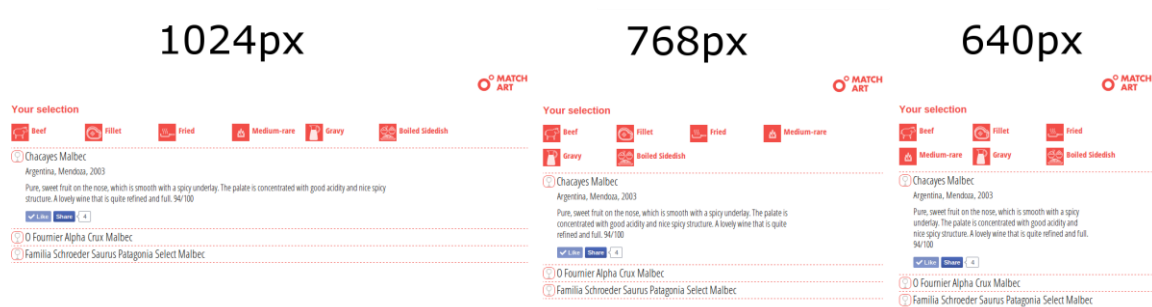 1024px
MATCH
ART
Your selection
Beef Fillet Fried Medium-rare Gravy Boiled Sidedish
Chacayes Malbec
Argentina, Mendoza, 2003
Pure, sweet fruit on the nose, which is smooth with a spicy underlay. The palate is concentrated with good acidity and nice spicy
structure. A lovely wine that is quite refined and full. 94/100
Like Share 4
O Fournier Alpha Crux Malbec
Familia Schroeder Saurus Patagonia Select Malbec
768px
MATCH
ART
Your selection
Beef Fillet Fried Medium-rare
Gravy Boiled Sidedish
Chacayes Malbec
Argentina, Mendoza, 2003
Pure, sweet fruit on the nose, which is smooth with a spicy underlay. The palate is
concentrated with good acidity and nice spicy structure. A lovely wine that is quite
refined and full. 94/100
Like Share 4
O Fournier Alpha Crux Malbec
Familia Schroeder Saurus Patagonia Select Malbec
640px
MATCH
ART
Your selection
Beef Fillet Fried
Medium-rare Gravy Boiled Sidedish
Chacayes Malbec
Argentina, Mendoza, 2003
Pure, sweet fruit on the nose, which is smooth with a spicy
underlay. The palate is concentrated with good acidity and
nice spicy structure. A lovely wine that is quite refined and full.
94/100
Like Share 4
O Fournier Alpha Crux Malbec
Familia Schroeder Saurus Patagonia Select Malbec